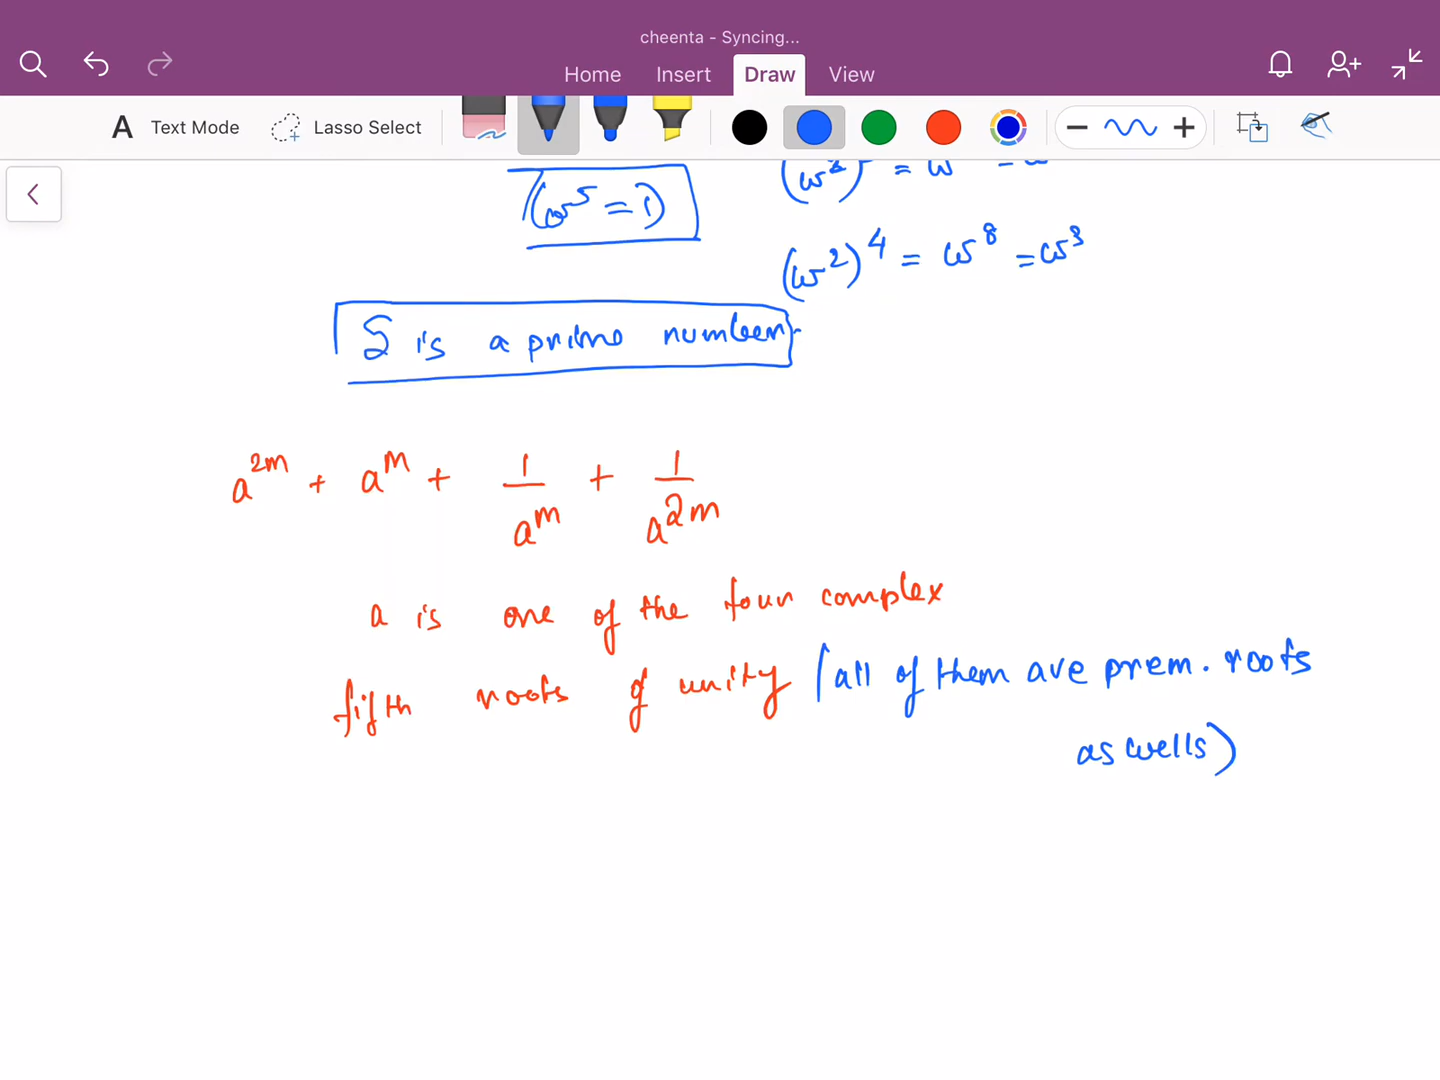 cheenta - Syncing...
Home Insert Draw View
A Text Mode Lasso Select
(ω⁵ = 1)
(ω²)⁴ = ω⁸ = ω³
5 is a prime number.
a^{2m} + a^m + 1/a^m + 1/a^{2m}
a is one of the four complex
fifth roots of unity (all of them are prem. roots
as wells)